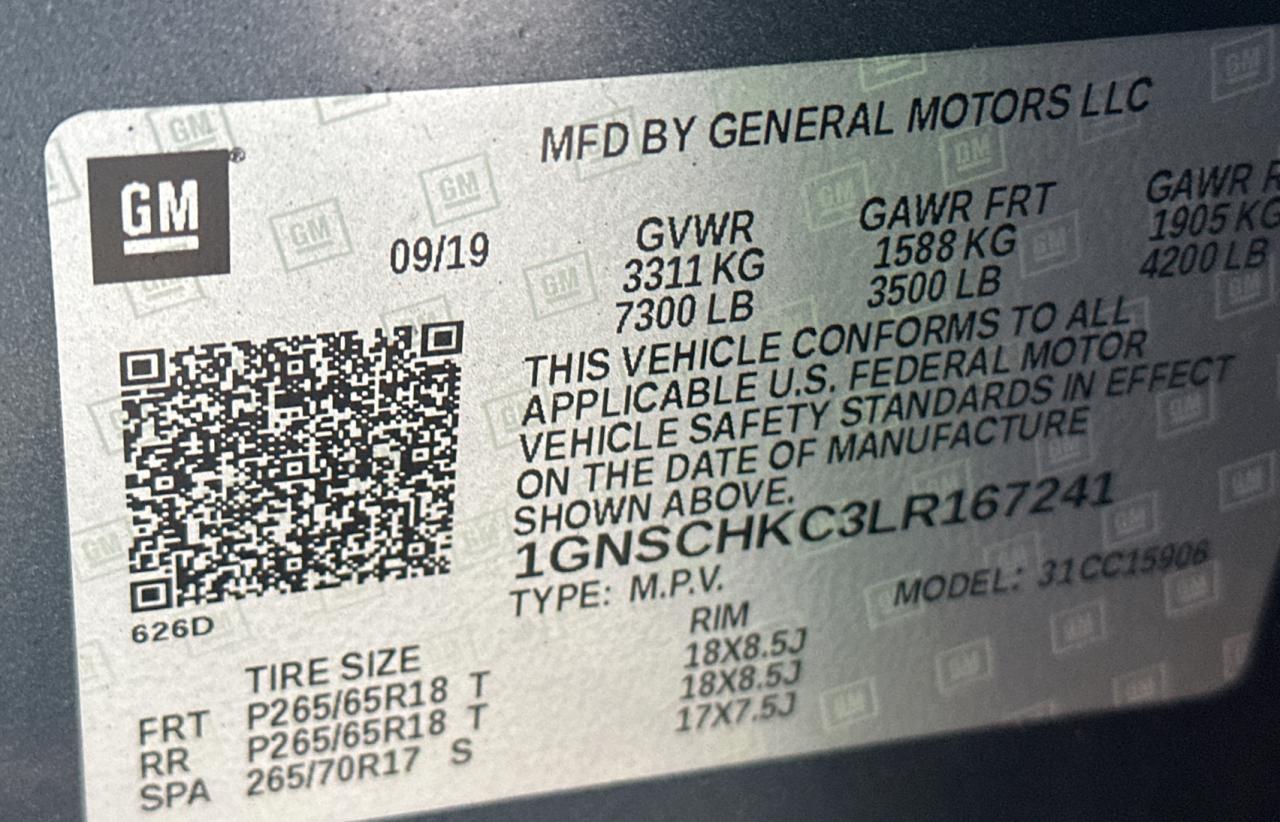 GM®
MFD BY GENERAL MOTORS LLC
09/19
GVWR GAWR FRT GAWR
3311 KG 1588 KG 1905 KG
7300 LB 3500 LB 4200 LB
THIS VEHICLE CONFORMS TO ALL
APPLICABLE U.S. FEDERAL MOTOR
VEHICLE SAFETY STANDARDS IN EFFECT
ON THE DATE OF MANUFACTURE
SHOWN ABOVE.
1GNSCHKC3LR167241
TYPE: M.P.V. MODEL: 31CC15906
626D
TIRE SIZE RIM
FRT P265/65R18 T 18X8.5J
RR P265/65R18 T 18X8.5J
SPA 265/70R17 S 17X7.5J